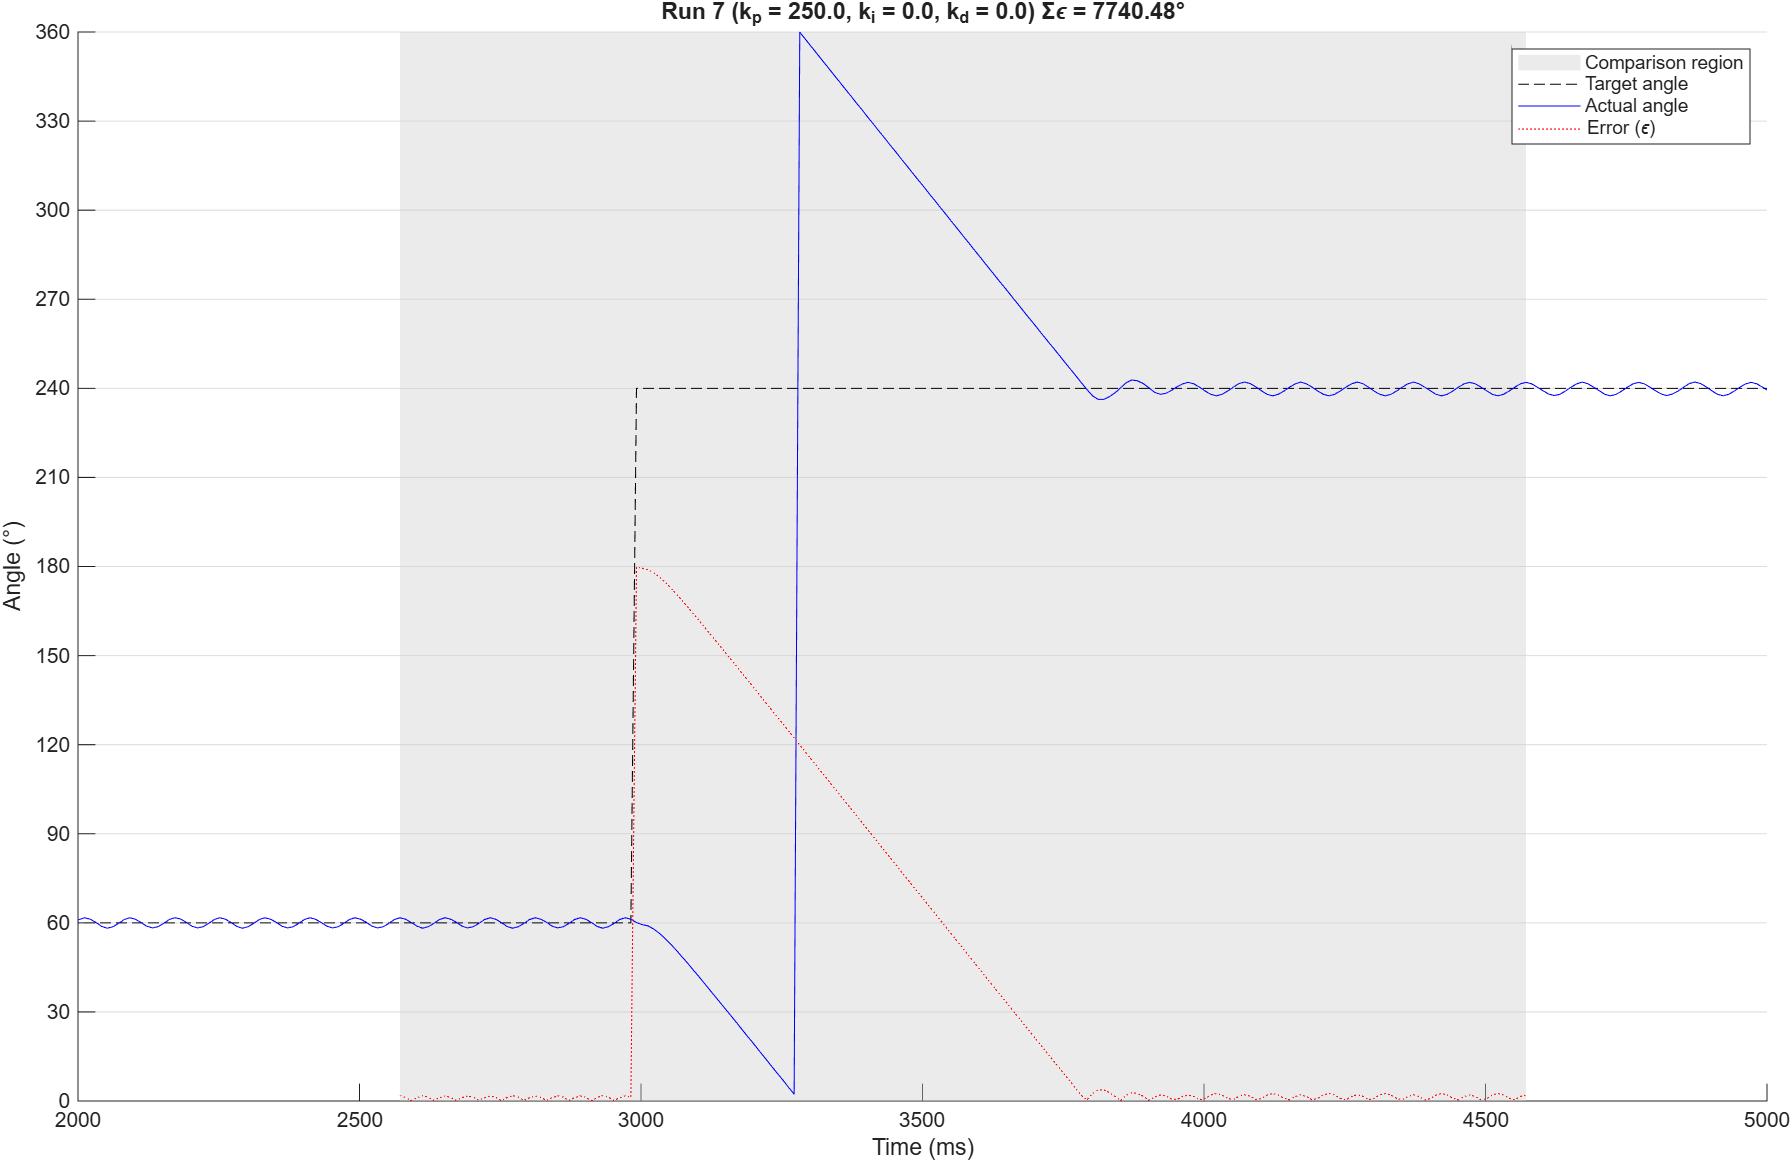 Run 7 (kp = 250.0, ki = 0.0, kd = 0.0) Σϵ = 7740.48°
360
330
300
270
240
210
180
150
120
90
60
30
0
Angle (°)
Comparison region
Target angle
Actual angle
Error (ϵ)
2000 2500 3000 3500 4000 4500 5000
Time (ms)